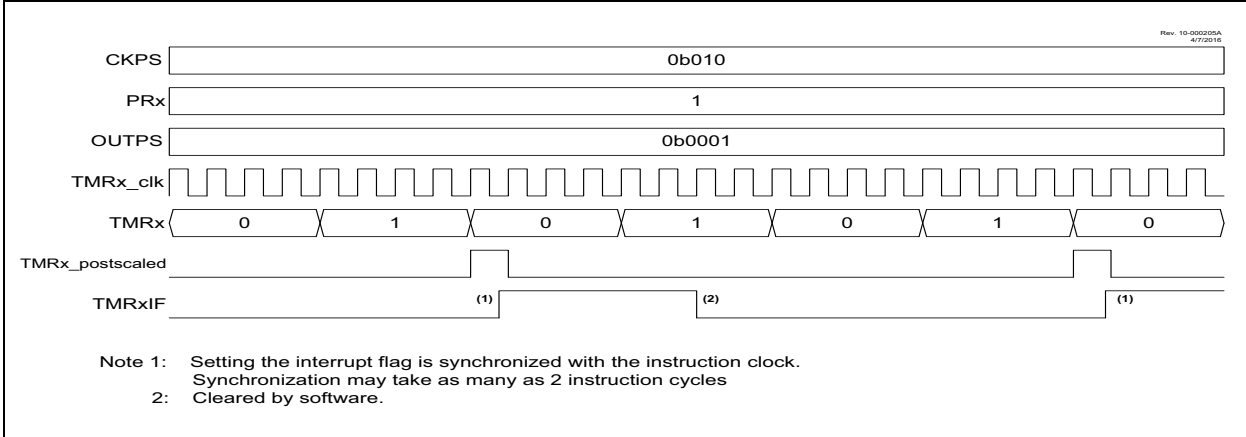 Rev. 10-000205A
4/7/2016
CKPS 0b010
PRx 1
OUTPS 0b0001
TMRx_clk
TMRx 0 1 0 1 0 1 0
TMRx_postscaled
TMRxIF (1) (2) (1)
Note 1: Setting the interrupt flag is synchronized with the instruction clock.
Synchronization may take as many as 2 instruction cycles
2: Cleared by software.